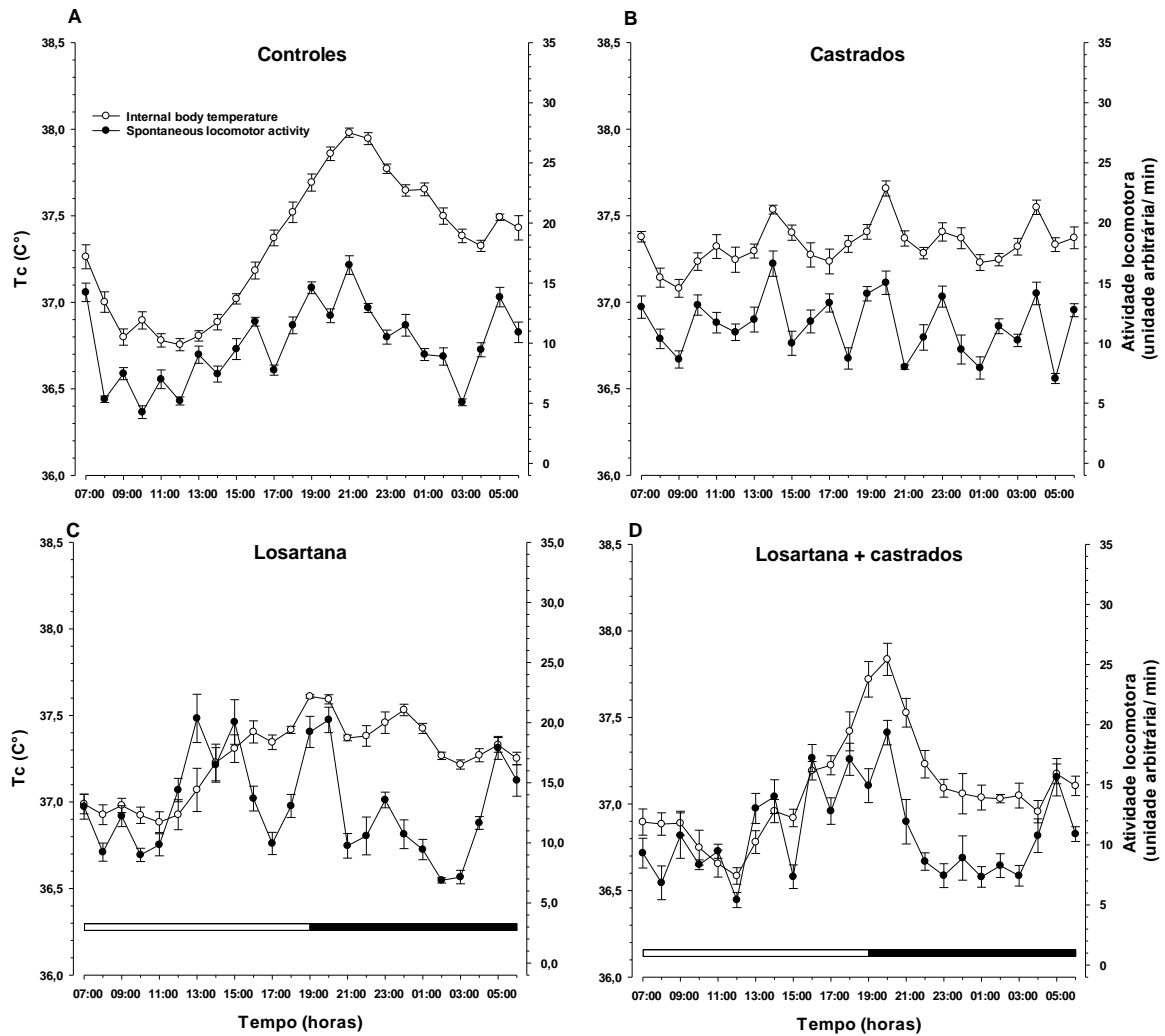 A
Controles
38,5
38,0
37,5
37,0
36,5
36,0
Tc (C°)
35
30
25
20
15
10
5
0
Internal body temperature
Spontaneous locomotor activity
07:00 09:00 11:00 13:00 15:00 17:00 19:00 21:00 23:00 01:00 03:00 05:00
B
Castrados
38,5
38,0
37,5
37,0
36,5
36,0
35
30
25
20
15
10
5
0
Atividade locomotora
(unidade arbitrária/ min)
07:00 09:00 11:00 13:00 15:00 17:00 19:00 21:00 23:00 01:00 03:00 05:00
C
Losartana
38,5
38,0
37,5
37,0
36,5
36,0
Tc (C°)
35,0
30,0
25,0
20,0
15,0
10,0
5,0
0,0
07:00 09:00 11:00 13:00 15:00 17:00 19:00 21:00 23:00 01:00 03:00 05:00
Tempo (horas)
D
Losartana + castrados
38,5
38,0
37,5
37,0
36,5
36,0
35
30
25
20
15
10
5
0
Atividade locomotora
(unidade arbitrária/ min)
07:00 09:00 11:00 13:00 15:00 17:00 19:00 21:00 23:00 01:00 03:00 05:00
Tempo (horas)